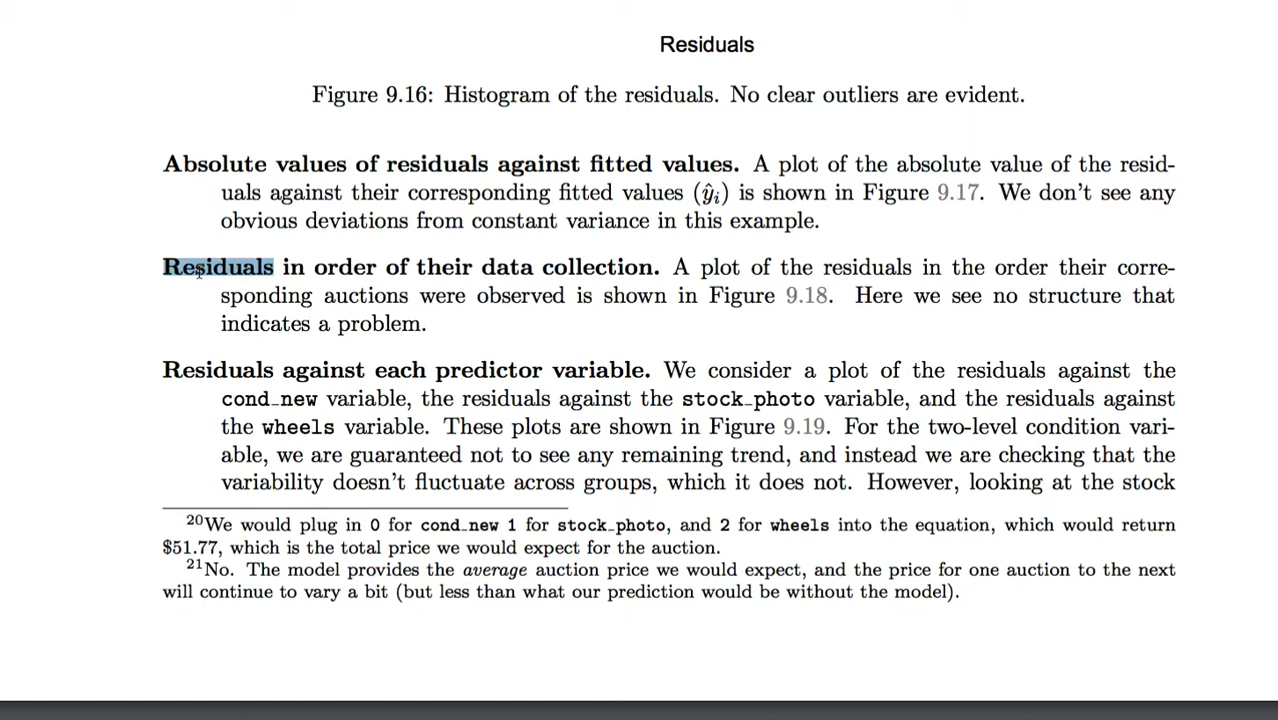 Residuals
Figure 9.16: Histogram of the residuals. No clear outliers are evident.
Absolute values of residuals against fitted values. A plot of the absolute value of the resid-
uals against their corresponding fitted values (ŷᵢ) is shown in Figure 9.17. We don't see any
obvious deviations from constant variance in this example.
Residuals in order of their data collection. A plot of the residuals in the order their corre-
sponding auctions were observed is shown in Figure 9.18. Here we see no structure that
indicates a problem.
Residuals against each predictor variable. We consider a plot of the residuals against the
cond_new variable, the residuals against the stock_photo variable, and the residuals against
the wheels variable. These plots are shown in Figure 9.19. For the two-level condition vari-
able, we are guaranteed not to see any remaining trend, and instead we are checking that the
variability doesn't fluctuate across groups, which it does not. However, looking at the stock
²⁰We would plug in 0 for cond_new 1 for stock_photo, and 2 for wheels into the equation, which would return
$51.77, which is the total price we would expect for the auction.
²¹No. The model provides the average auction price we would expect, and the price for one auction to the next
will continue to vary a bit (but less than what our prediction would be without the model).